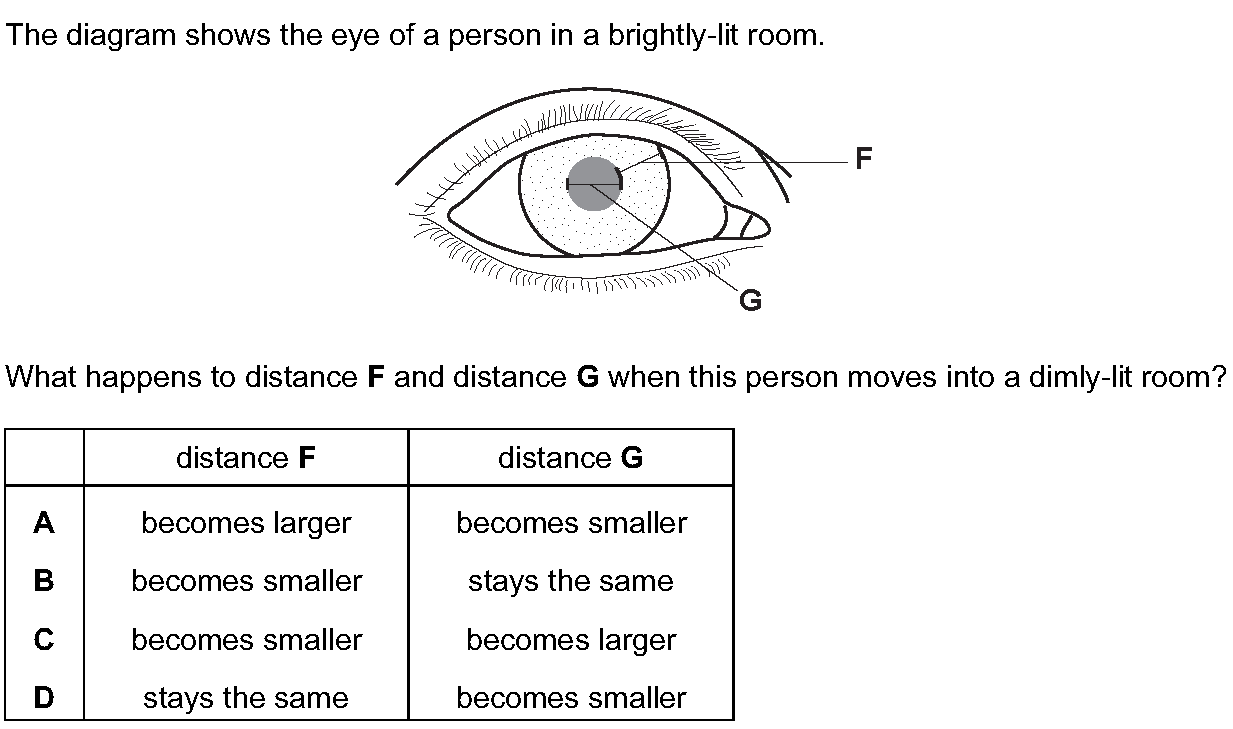 The diagram shows the eye of a person in a brightly-lit room.
F
G
What happens to distance F and distance G when this person moves into a dimly-lit room?
distance F distance G
A becomes larger becomes smaller
B becomes smaller stays the same
C becomes smaller becomes larger
D stays the same becomes smaller